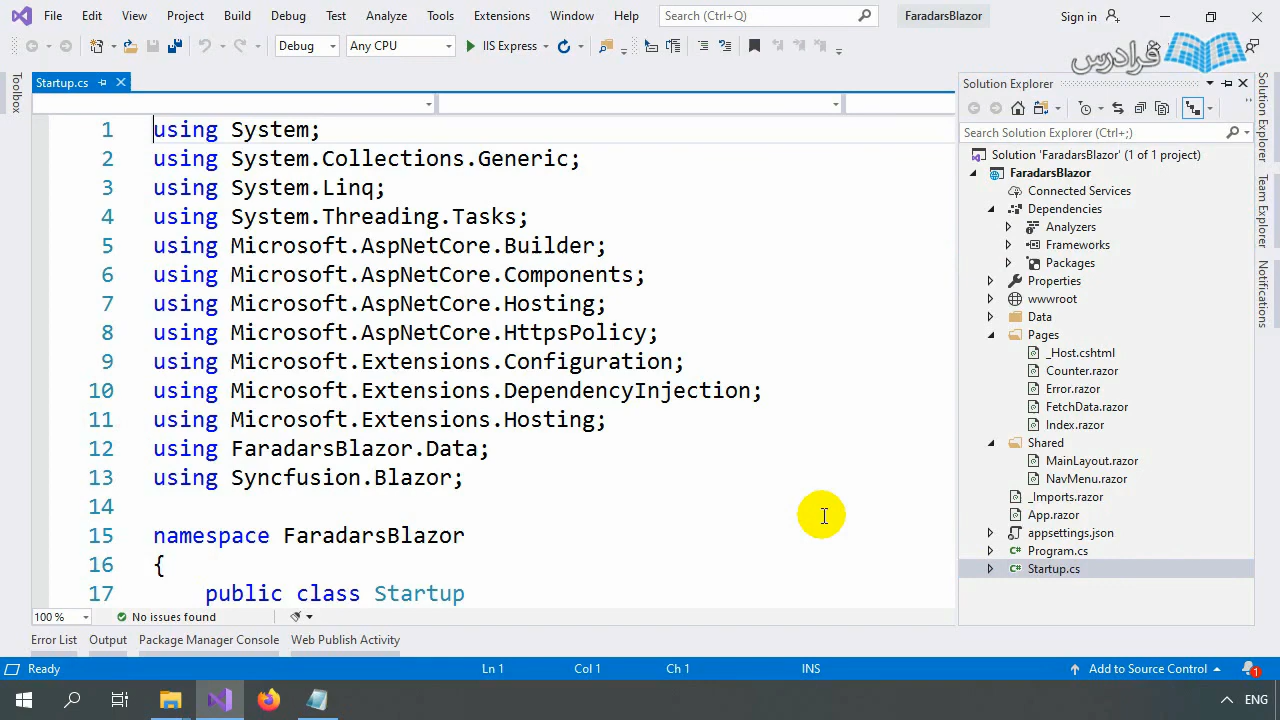 File Edit View Project Build Debug Test Analyze Tools Extensions Window Help Search (Ctrl+Q) FaradarsBlazor Sign in
Debug Any CPU IIS Express
فرادرس
Toolbox
Startup.cs
1 using System;
2 using System.Collections.Generic;
3 using System.Linq;
4 using System.Threading.Tasks;
5 using Microsoft.AspNetCore.Builder;
6 using Microsoft.AspNetCore.Components;
7 using Microsoft.AspNetCore.Hosting;
8 using Microsoft.AspNetCore.HttpsPolicy;
9 using Microsoft.Extensions.Configuration;
10 using Microsoft.Extensions.DependencyInjection;
11 using Microsoft.Extensions.Hosting;
12 using FaradarsBlazor.Data;
13 using Syncfusion.Blazor;
14
15 namespace FaradarsBlazor
16 {
17 public class Startup
100 % No issues found
Solution Explorer
Search Solution Explorer (Ctrl+;)
Solution 'FaradarsBlazor' (1 of 1 project)
FaradarsBlazor
Connected Services
Dependencies
Analyzers
Frameworks
Packages
Properties
wwwroot
Data
Pages
_Host.cshtml
Counter.razor
Error.razor
FetchData.razor
Index.razor
Shared
MainLayout.razor
NavMenu.razor
_Imports.razor
App.razor
appsettings.json
C# Program.cs
C# Startup.cs
Solution Explorer
Team Explorer
Notifications
Error List Output Package Manager Console Web Publish Activity
Ready Ln 1 Col 1 Ch 1 INS Add to Source Control 1
ENG